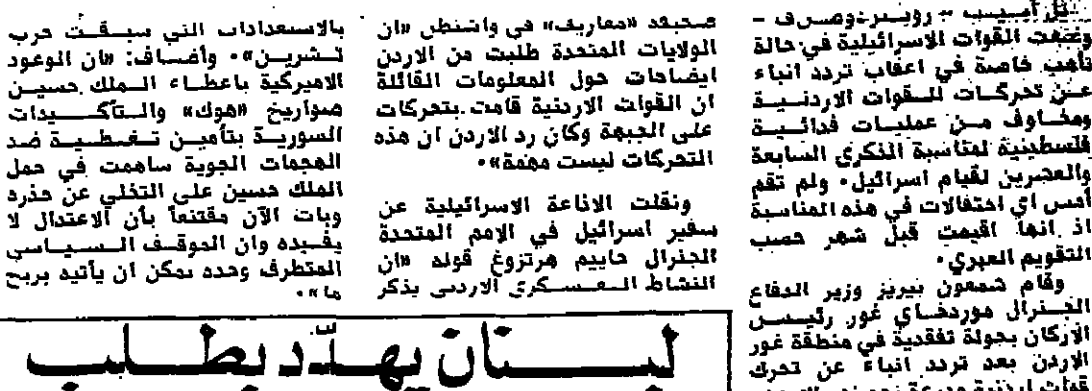 تل أبيب - رويتر، وصرف -
وضعت القوات الاسرائيلية في حالة
تأهب خاصة في اعقاب تردد انباء
عن تحركات للقوات الاردنية
ومخاوف من عمليات فدائية
فلسطينية لمناسبة الذكرى السابعة
والعشرين لقيام اسرائيل. ولم تقم
أمس اي احتفالات في هذه المناسبة
اذ انها اقيمت قبل شهر حسب
التقويم العبري.
وقام شمعون بيريز وزير الدفاع
الجنرال موردخاي غور رئيس
الاركان بجولة تفقدية في منطقة غور
الاردن بعد تردد انباء عن تحرك
قوات اردنية
صحيفة «معاريف» في واشنطن «ان
الولايات المتحدة طلبت من الاردن
ايضاحات حول المعلومات القائلة
ان القوات الاردنية قامت بتحركات
على الجبهة وكان رد الاردن ان هذه
التحركات ليست مهمة».
ونقلت الاذاعة الاسرائيلية عن
سفير اسرائيل في الامم المتحدة
الجنرال حاييم هرتزوغ قوله «ان
النشاط العسكري الاردني يذكر
بالاستعدادات التي سبقت حرب
تشرين». وأضاف: «ان الوعود
الاميركية باعطاء الملك حسين
صواريخ «هوك» والتأكيدات
السورية بتأمين تغطية ضد
الهجمات الجوية ساهمت في حمل
الملك حسين على التخلي عن حذره
وبات الآن مقتنعا بأن الاعتدال لا
يفيده وان الموقف السياسي
المتطرف وحده يمكن ان يأتيه بربح
ما».
لبنان يهدد بطلب